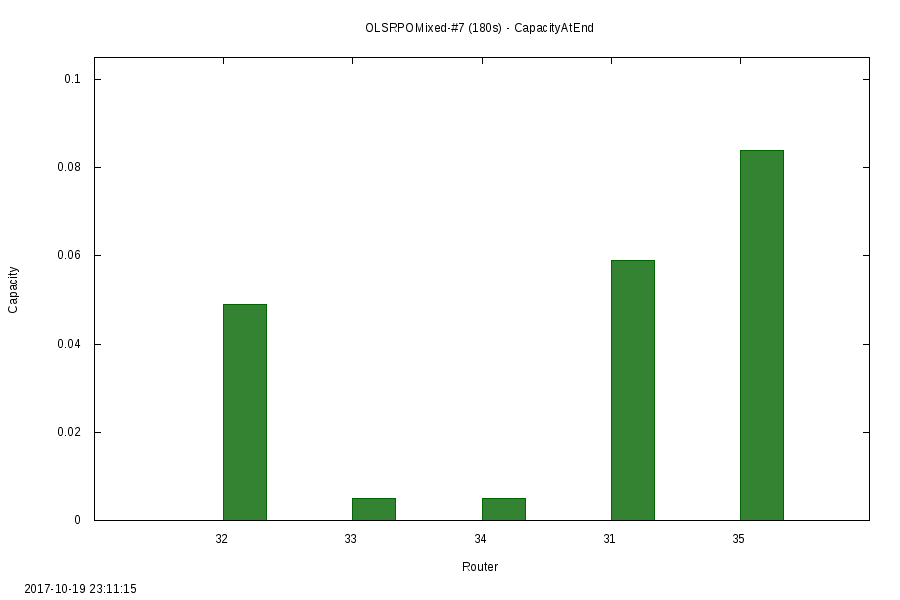 OLSRPOMixed-#7 (180s) - CapacityAtEnd
0.1
0.08
0.06
0.04
0.02
0
Capacity
32 33 34 31 35
Router
2017-10-19 23:11:15